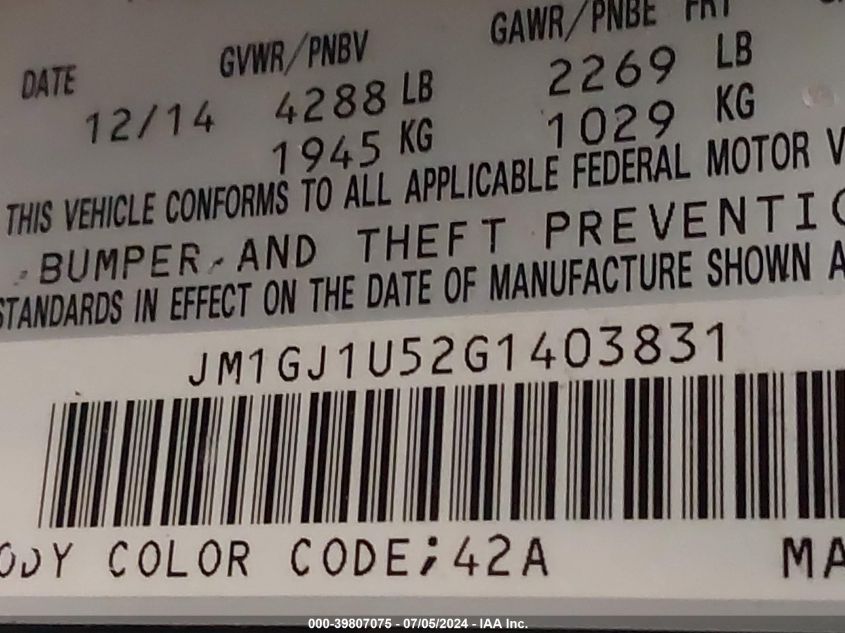 DATE GVWR/PNBV GAWR/PNBE FRT
12/14 4288 LB 2269 LB
1945 KG 1029 KG
THIS VEHICLE CONFORMS TO ALL APPLICABLE FEDERAL MOTOR V
BUMPER AND THEFT PREVENTIO
STANDARDS IN EFFECT ON THE DATE OF MANUFACTURE SHOWN A
JM1GJ1U52G1403831
ODY COLOR CODE;42A MA
000-39807075 - 07/05/2024 - IAA Inc.